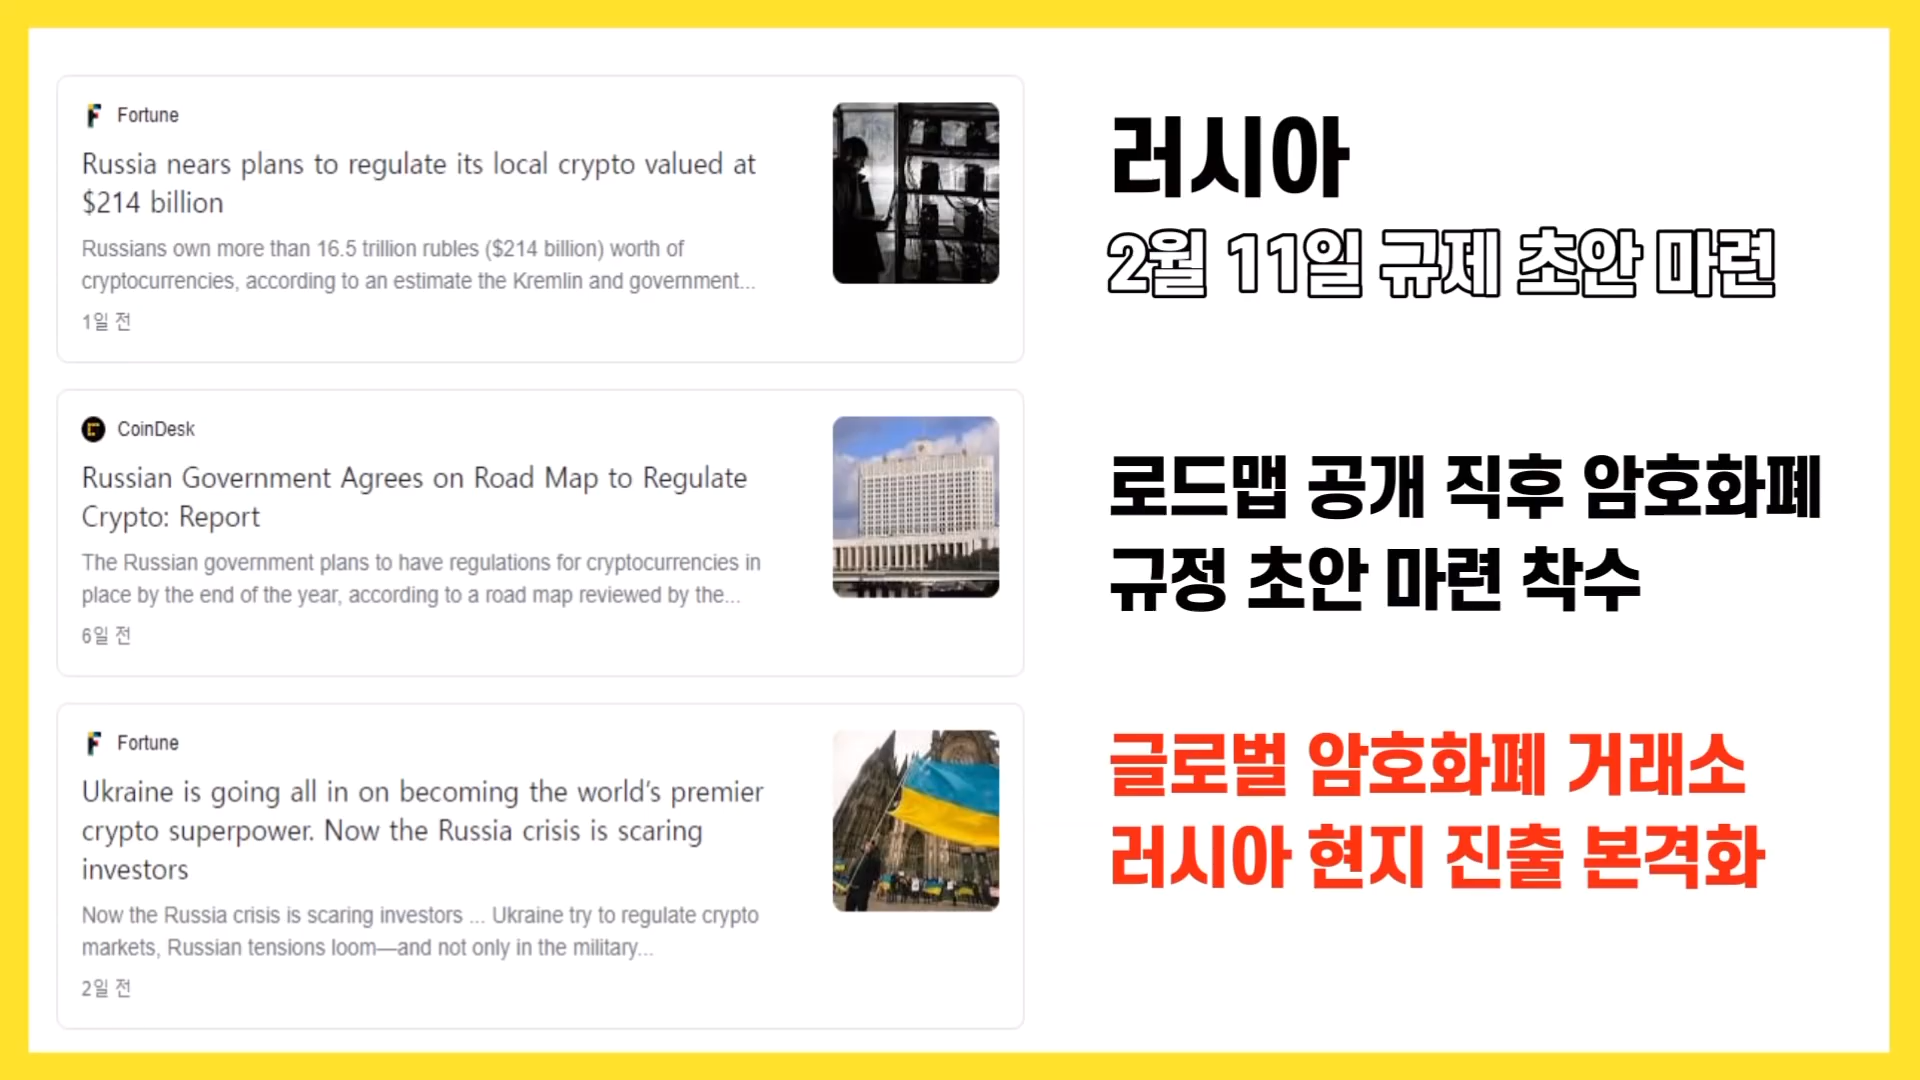 Fortune
Russia nears plans to regulate its local crypto valued at
$214 billion
Russians own more than 16.5 trillion rubles ($214 billion) worth of
cryptocurrencies, according to an estimate the Kremlin and government...
1일 전
CoinDesk
Russian Government Agrees on Road Map to Regulate
Crypto: Report
The Russian government plans to have regulations for cryptocurrencies in
place by the end of the year, according to a road map reviewed by the...
6일 전
Fortune
Ukraine is going all in on becoming the world’s premier
crypto superpower. Now the Russia crisis is scaring
investors
Now the Russia crisis is scaring investors ... Ukraine try to regulate crypto
markets, Russian tensions loom—and not only in the military...
2일 전
러시아
2월 11일 규제 초안 마련
로드맵 공개 직후 암호화폐
규정 초안 마련 착수
글로벌 암호화폐 거래소
러시아 현지 진출 본격화